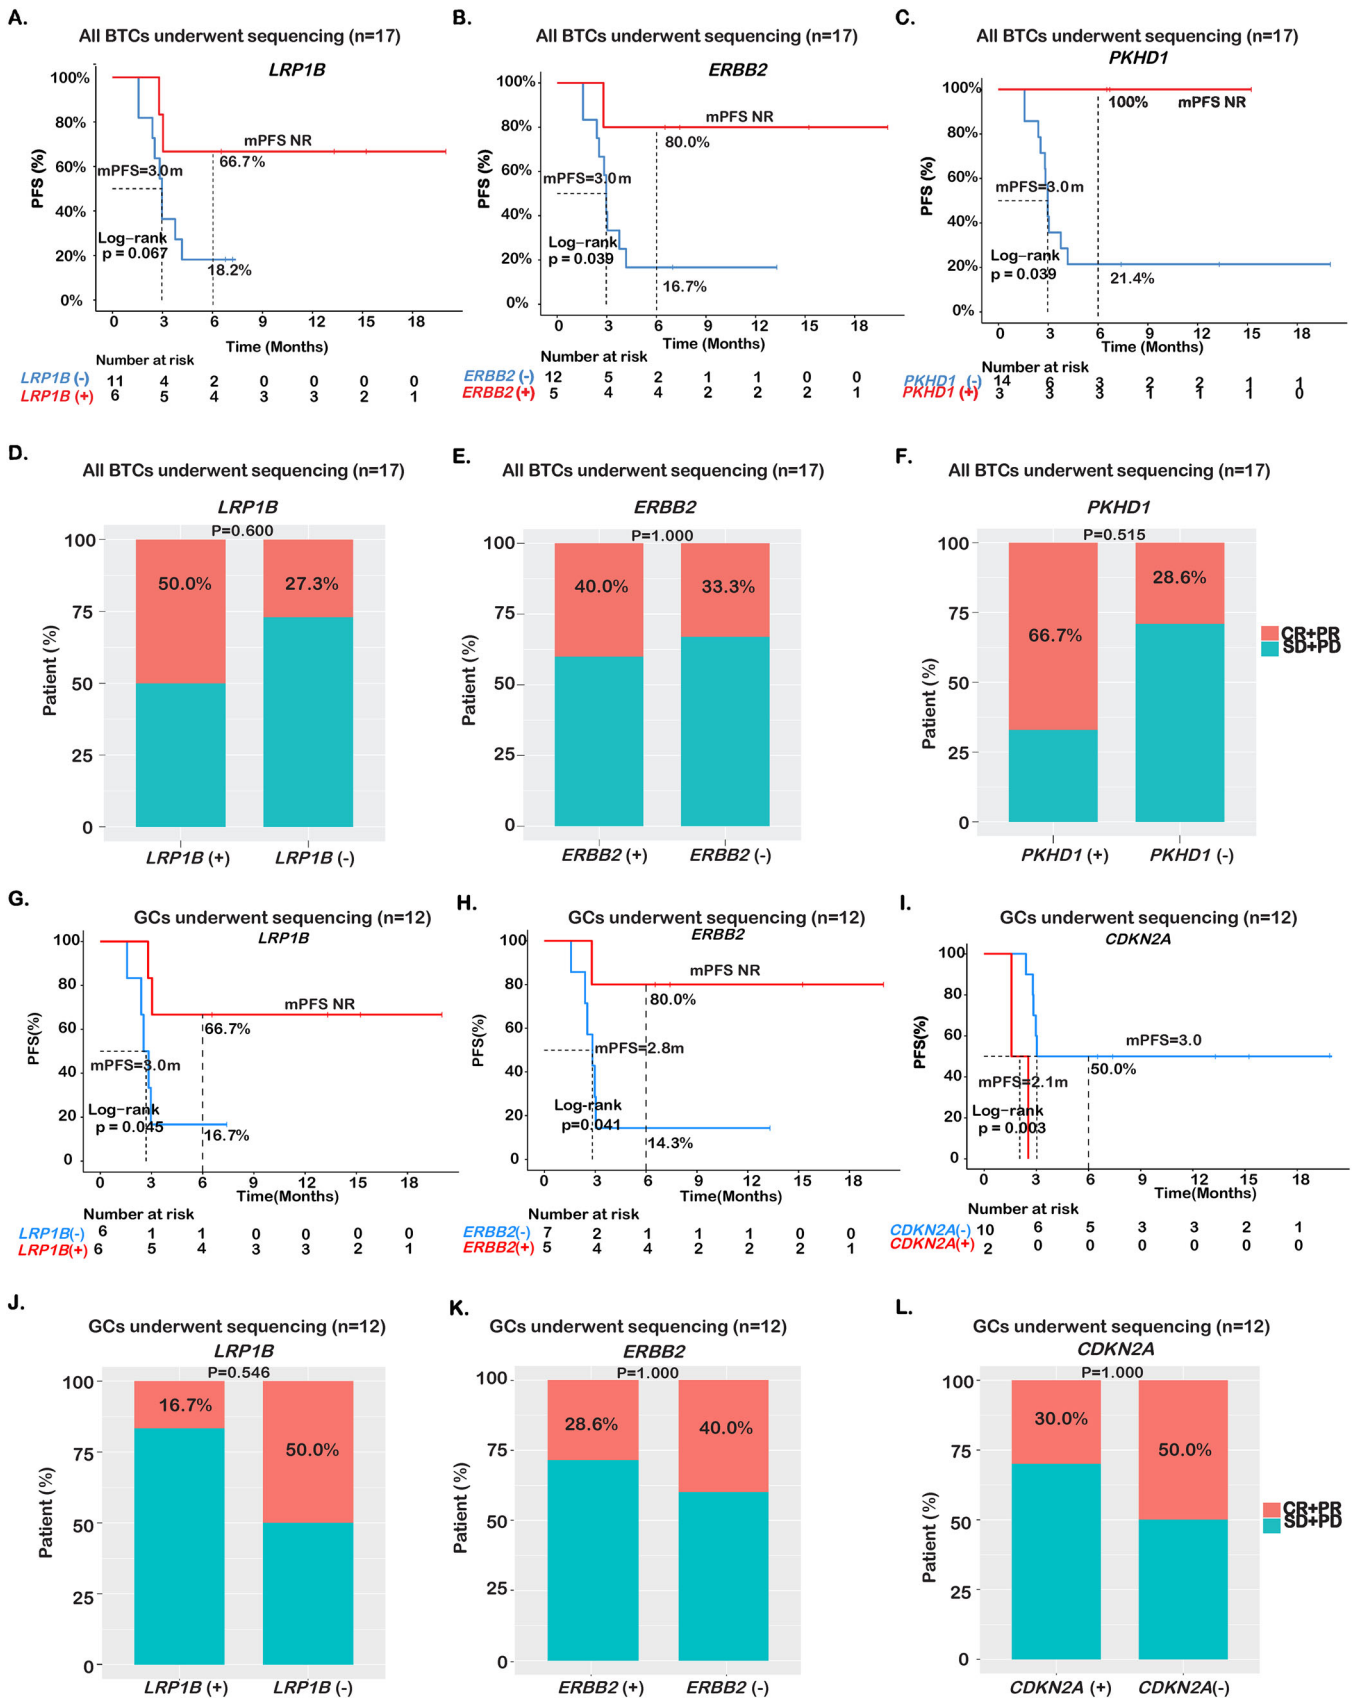 A.
All BTCs underwent sequencing (n=17)
LRP1B
100%
80%
60%
40%
20%
0%
PFS (%)
mPFS NR
66.7%
mPFS=3.0m
Log-rank
p = 0.067
18.2%
0 3 6 9 12 15 18
Time (Months)
Number at risk
LRP1B (-) 11 4 2 0 0 0 0
LRP1B (+) 6 5 4 3 3 2 1
B.
All BTCs underwent sequencing (n=17)
ERBB2
100%
80%
60%
40%
20%
0%
PFS (%)
mPFS NR
80.0%
mPFS=3.0m
Log-rank
p = 0.039
16.7%
0 3 6 9 12 15 18
Time (Months)
Number at risk
ERBB2 (-) 12 5 2 1 1 0 0
ERBB2 (+) 5 4 4 2 2 2 1
C.
All BTCs underwent sequencing (n=17)
PKHD1
100%
80%
60%
40%
20%
0%
PFS (%)
100% mPFS NR
mPFS=3.0m
Log-rank
p = 0.039
21.4%
0 3 6 9 12 15 18
Time (Months)
Number at risk
PKHD1 (-) 14 6 3 2 2 1 1
PKHD1 (+) 3 3 3 1 1 1 0
D.
All BTCs underwent sequencing (n=17)
LRP1B
P=0.600
100
75
50
25
0
Patient (%)
50.0% 27.3%
LRP1B (+) LRP1B (-)
E.
All BTCs underwent sequencing (n=17)
ERBB2
P=1.000
100
75
50
25
0
Patient (%)
40.0% 33.3%
ERBB2 (+) ERBB2 (-)
F.
All BTCs underwent sequencing (n=17)
PKHD1
P=0.515
100
75
50
25
0
Patient (%)
66.7% 28.6%
PKHD1 (+) PKHD1 (-)
CR+PR
SD+PD
G.
GCs underwent sequencing (n=12)
LRP1B
100
80
60
40
20
0
PFS(%)
mPFS NR
66.7%
mPFS=3.0m
Log-rank
p = 0.045
16.7%
0 3 6 9 12 15 18
Time(Months)
Number at risk
LRP1B(-) 6 1 1 0 0 0 0
LRP1B(+) 6 5 4 3 3 2 1
H.
GCs underwent sequencing (n=12)
ERBB2
100
80
60
40
20
0
PFS(%)
mPFS NR
80.0%
mPFS=2.8m
Log-rank
p=0.041
14.3%
0 3 6 9 12 15 18
Time(Months)
Number at risk
ERBB2(-) 7 2 1 1 1 0 0
ERBB2(+) 5 4 4 2 2 2 1
I.
GCs underwent sequencing (n=12)
CDKN2A
100
80
60
40
20
0
PFS(%)
mPFS=3.0
50.0%
mPFS=2.1m
Log-rank
p = 0.003
0 3 6 9 12 15 18
Time(Months)
Number at risk
CDKN2A(-) 10 6 5 3 3 2 1
CDKN2A(+) 2 0 0 0 0 0 0
J.
GCs underwent sequencing (n=12)
LRP1B
P=0.546
100
75
50
25
0
Patient (%)
16.7% 50.0%
LRP1B (+) LRP1B (-)
K.
GCs underwent sequencing (n=12)
ERBB2
P=1.000
100
75
50
25
0
Patient (%)
28.6% 40.0%
ERBB2 (+) ERBB2 (-)
L.
GCs underwent sequencing (n=12)
CDKN2A
P=1.000
100
75
50
25
0
Patient (%)
30.0% 50.0%
CDKN2A (+) CDKN2A(-)
CR+PR
SD+PD